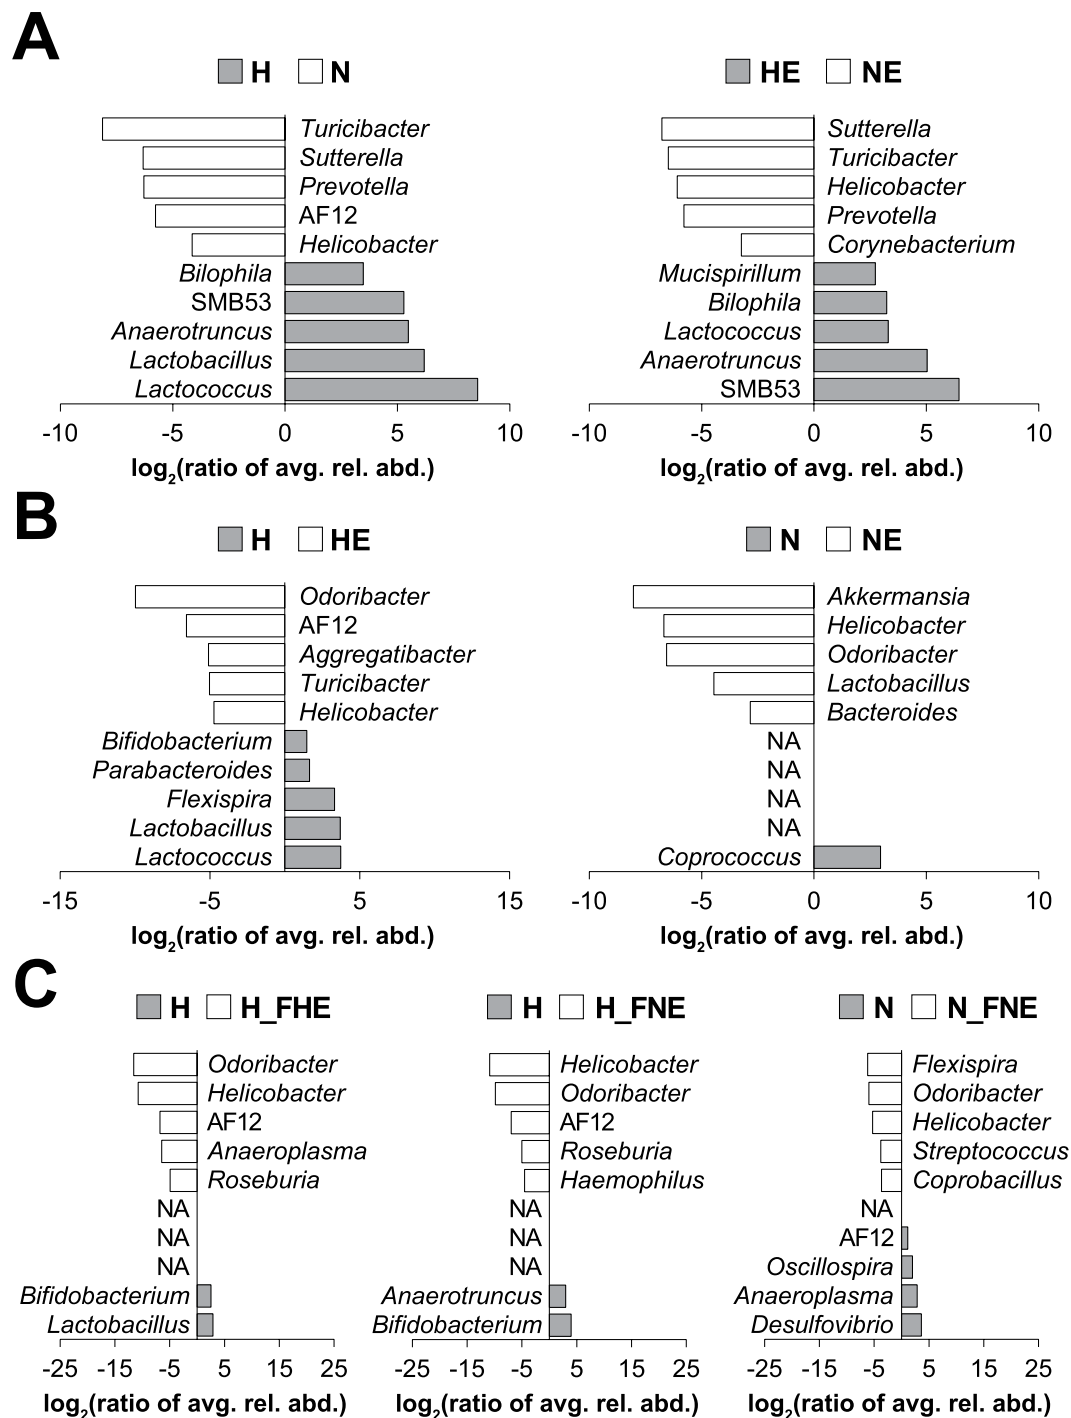 A
H N
Turicibacter
Sutterella
Prevotella
AF12
Helicobacter
Bilophila
SMB53
Anaerotruncus
Lactobacillus
Lactococcus
-10 -5 0 5 10
log2(ratio of avg. rel. abd.)
HE NE
Sutterella
Turicibacter
Helicobacter
Prevotella
Corynebacterium
Mucispirillum
Bilophila
Lactococcus
Anaerotruncus
SMB53
-10 -5 0 5 10
log2(ratio of avg. rel. abd.)
B
H HE
Odoribacter
AF12
Aggregatibacter
Turicibacter
Helicobacter
Bifidobacterium
Parabacteroides
Flexispira
Lactobacillus
Lactococcus
-15 -5 5 15
log2(ratio of avg. rel. abd.)
N NE
Akkermansia
Helicobacter
Odoribacter
Lactobacillus
Bacteroides
NA
NA
NA
NA
Coprococcus
-10 -5 0 5 10
log2(ratio of avg. rel. abd.)
C
H H_FHE
Odoribacter
Helicobacter
AF12
Anaeroplasma
Roseburia
NA
NA
NA
Bifidobacterium
Lactobacillus
-25 -15 -5 5 15 25
log2(ratio of avg. rel. abd.)
H H_FNE
Helicobacter
Odoribacter
AF12
Roseburia
Haemophilus
NA
NA
NA
Anaerotruncus
Bifidobacterium
-25 -15 -5 5 15 25
log2(ratio of avg. rel. abd.)
N N_FNE
Flexispira
Odoribacter
Helicobacter
Streptococcus
Coprobacillus
NA
AF12
Oscillospira
Anaeroplasma
Desulfovibrio
-25 -15 -5 5 15 25
log2(ratio of avg. rel. abd.)